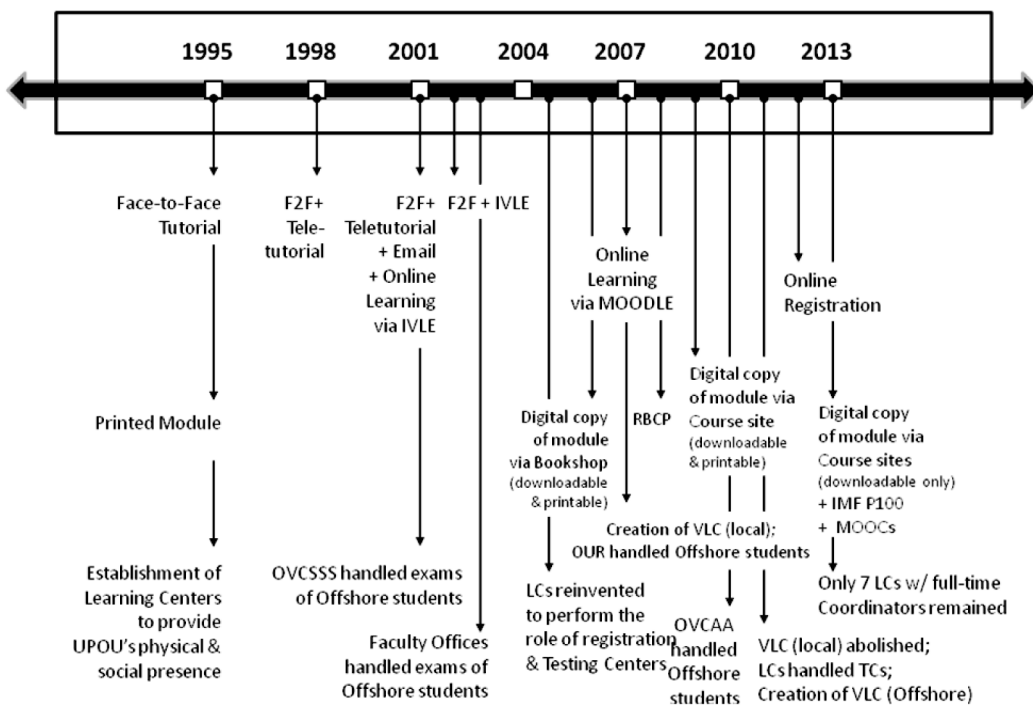 1995
1998
2001
2004
2007
2010
2013
Face-to-Face
Tutorial
F2F+
Tele-
tutorial
F2F+
Teletutorial
+ Email
+ Online
Learning
via IVLE
F2F + IVLE
Online
Learning
via MOODLE
Online
Registration
Printed Module
Digital copy
of module
via Bookshop
(downloadable
& printable)
RBCP
Digital copy
of module via
Course site
(downloadable
& printable)
Digital copy
of module via
Course sites
(downloadable only)
+ IMF P100
+ MOOCs
Creation of VLC (local);
OUR handled Offshore students
Establishment of
Learning Centers
to provide
UPOU's physical &
social presence
OVCSSS handled exams
of Offshore students
Faculty Offices
handled exams of
Offshore students
LCs reinvented
to perform the
role of registration
& Testing Centers
OVCAA
handled
Offshore
students
VLC (local) abolished;
LCs handled TCs;
Creation of VLC (Offshore)
Only 7 LCs w/ full-time
Coordinators remained